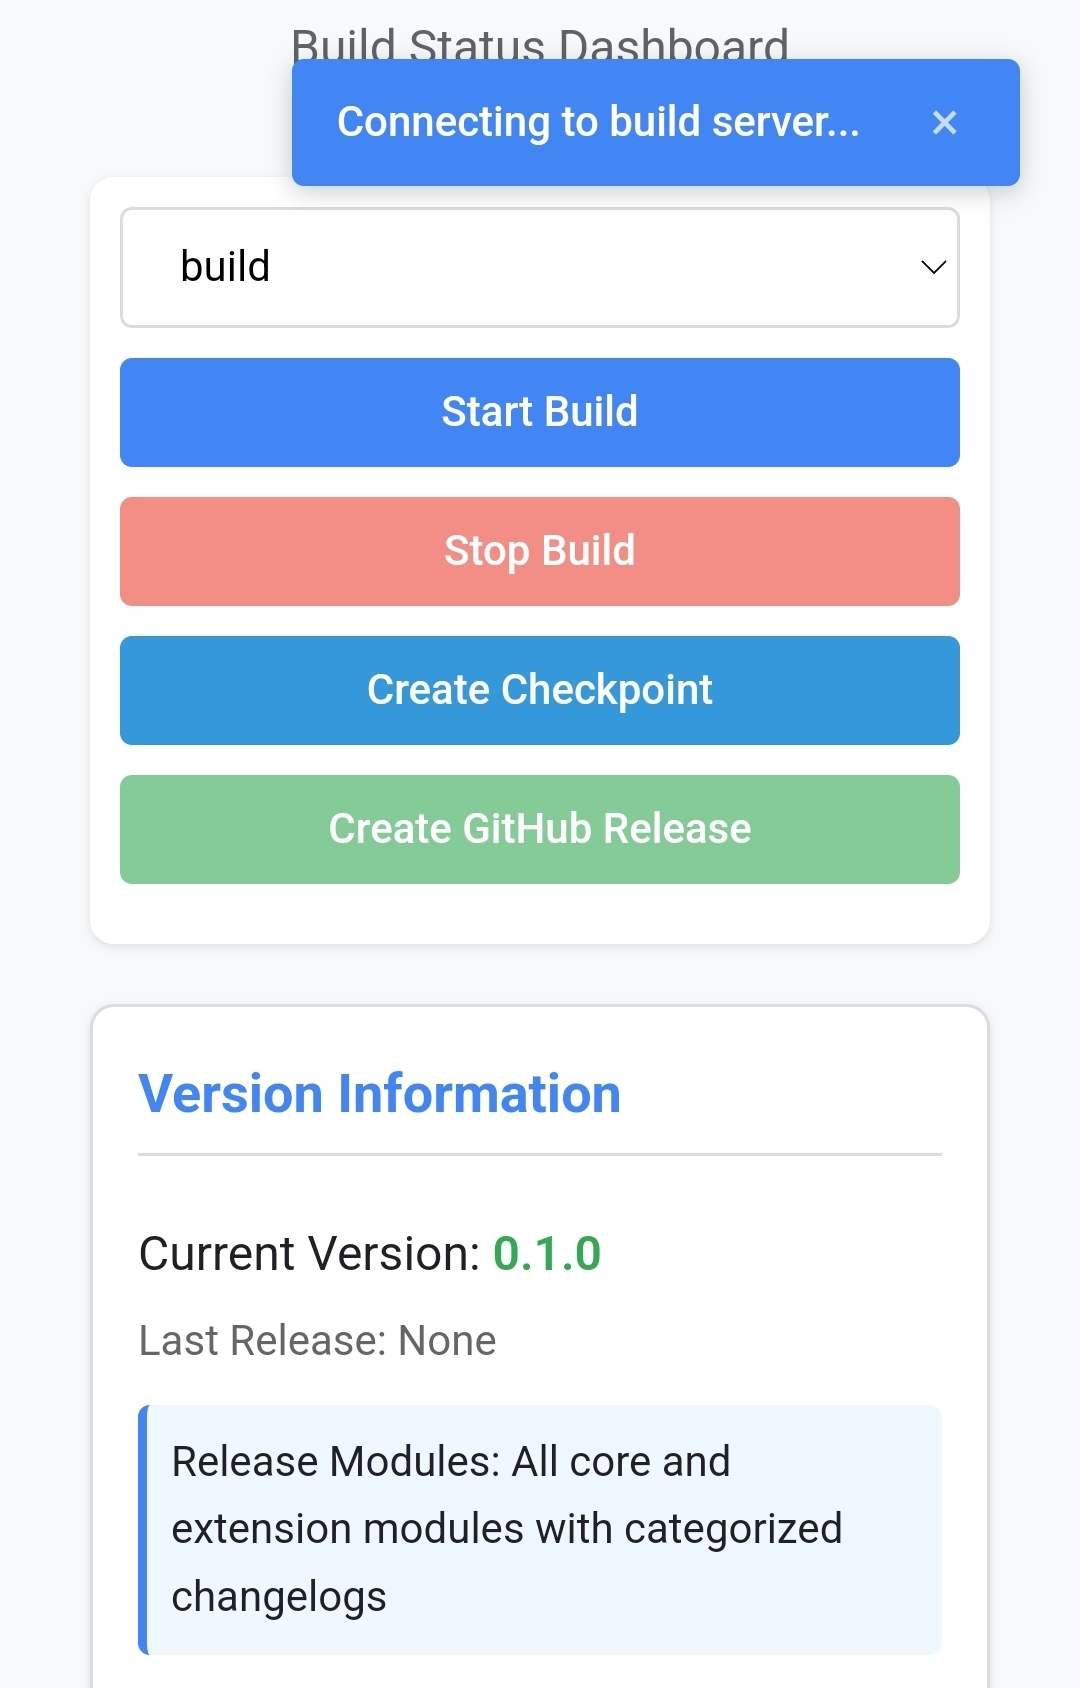 Build Status Dashboard
Connecting to build server... ×
build
Start Build
Stop Build
Create Checkpoint
Create GitHub Release
Version Information
Current Version: 0.1.0
Last Release: None
Release Modules: All core and
extension modules with categorized
changelogs